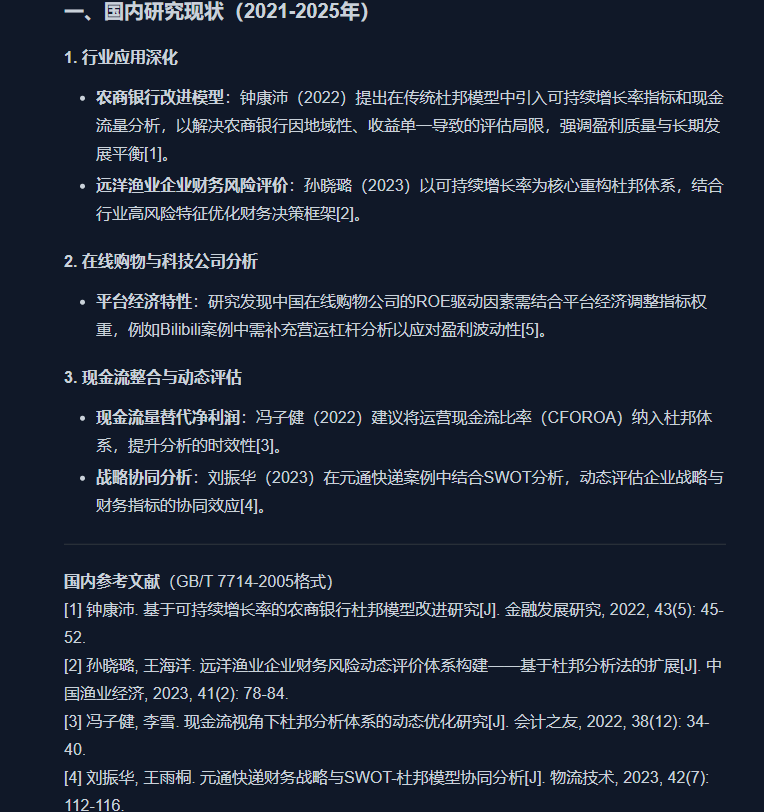 一、国内研究现状（2021-2025年）
1. 行业应用深化
• 农商银行改进模型：钟康沛（2022）提出在传统杜邦模型中引入可持续增长率指标和现金
流量分析，以解决农商银行因地域性、收益单一导致的评估局限，强调盈利质量与长期发
展平衡[1]。
• 远洋渔业企业财务风险评价：孙晓璐（2023）以可持续增长率为核心重构杜邦体系，结合
行业高风险特征优化财务决策框架[2]。
2. 在线购物与科技公司分析
• 平台经济特性：研究发现中国在线购物公司的ROE驱动因素需结合平台经济调整指标权
重，例如Bilibili案例中需补充营运杠杆分析以应对盈利波动性[5]。
3. 现金流整合与动态评估
• 现金流量替代净利润：冯子健（2022）建议将运营现金流比率（CFOROA）纳入杜邦体
系，提升分析的时效性[3]。
• 战略协同分析：刘振华（2023）在元通快递案例中结合SWOT分析，动态评估企业战略与
财务指标的协同效应[4]。
国内参考文献（GB/T 7714-2005格式）
[1] 钟康沛. 基于可持续增长率的农商银行杜邦模型改进研究[J]. 金融发展研究, 2022, 43(5): 45-
52.
[2] 孙晓璐, 王海洋. 远洋渔业企业财务风险动态评价体系构建——基于杜邦分析法的扩展[J]. 中
国渔业经济, 2023, 41(2): 78-84.
[3] 冯子健, 李雪. 现金流视角下杜邦分析体系的动态优化研究[J]. 会计之友, 2022, 38(12): 34-
40.
[4] 刘振华, 王雨桐. 元通快递财务战略与SWOT-杜邦模型协同分析[J]. 物流技术, 2023, 42(7):
112-116.